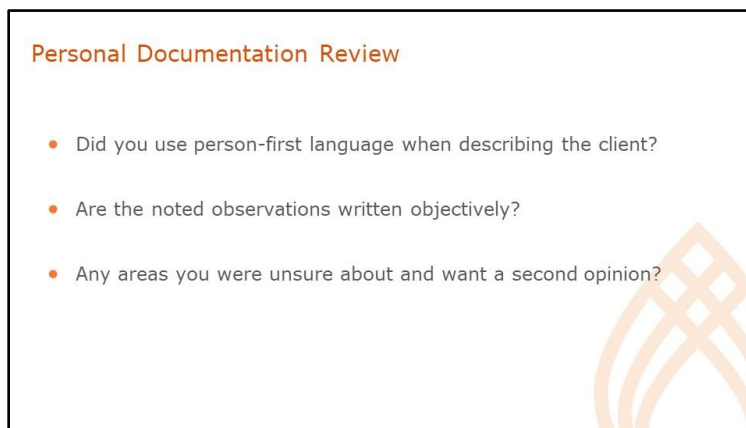 Personal Documentation Review
Did you use person-first language when describing the client?
Are the noted observations written objectively?
Any areas you were unsure about and want a second opinion?